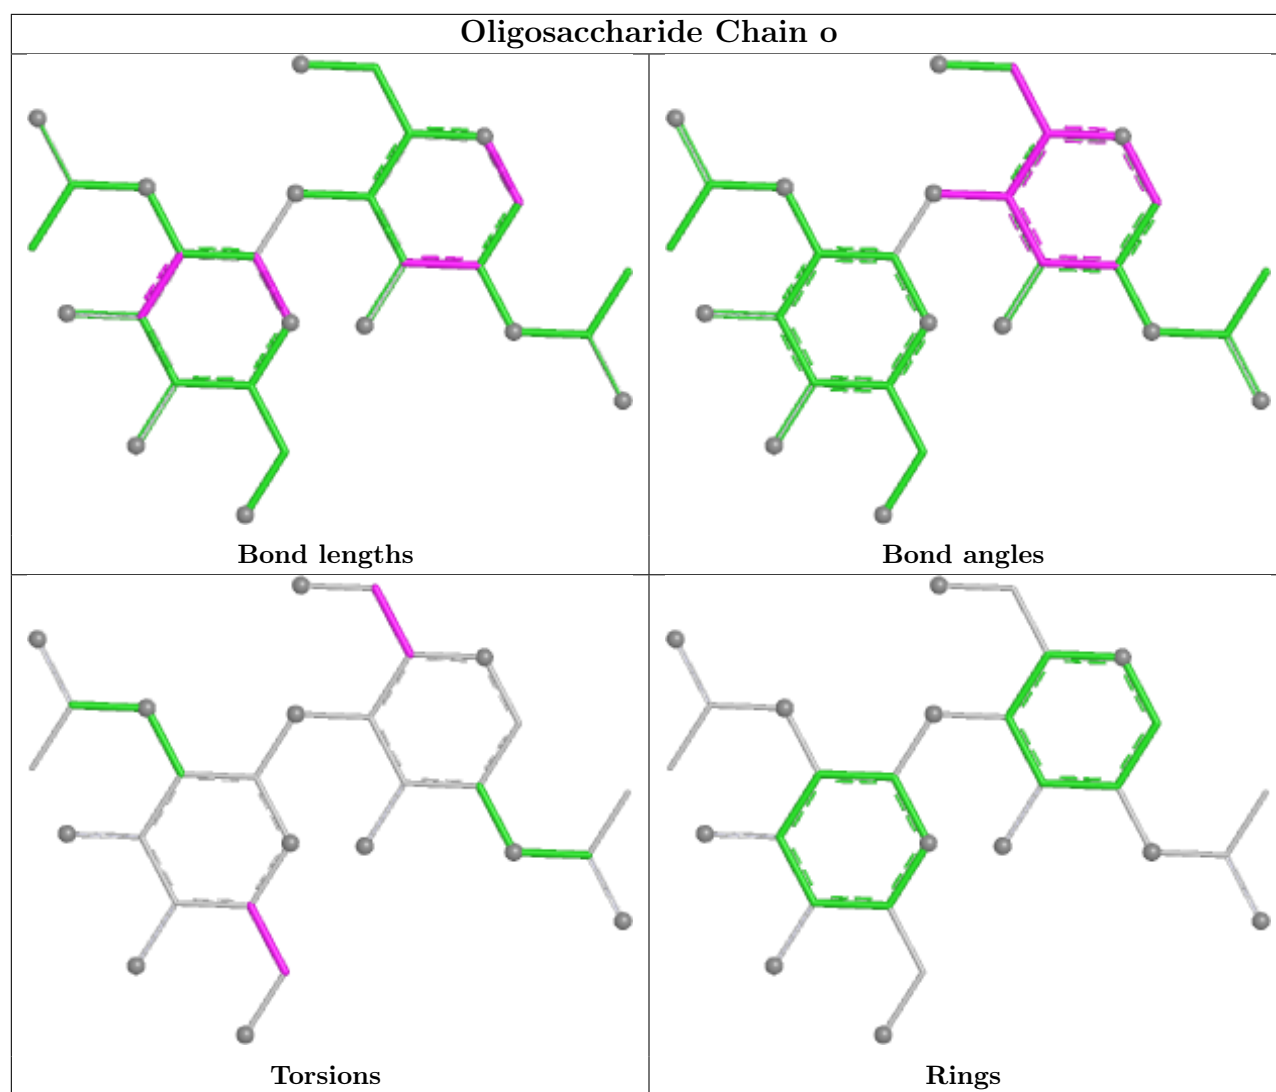 Oligosaccharide Chain o
Bond lengths
Bond angles
Torsions
Rings